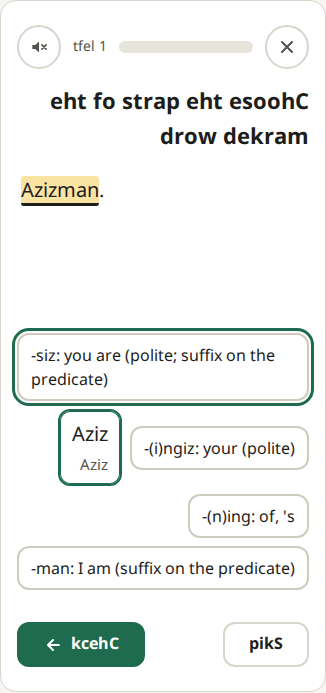 tfel 1
eht fo strap eht esoohC
drow dekram
Azizman.
-siz: you are (polite; suffix on the
predicate)
Aziz
Aziz
-(i)ngiz: your (polite)
-(n)ing: of, 's
-man: I am (suffix on the predicate)
kcehC
pikS